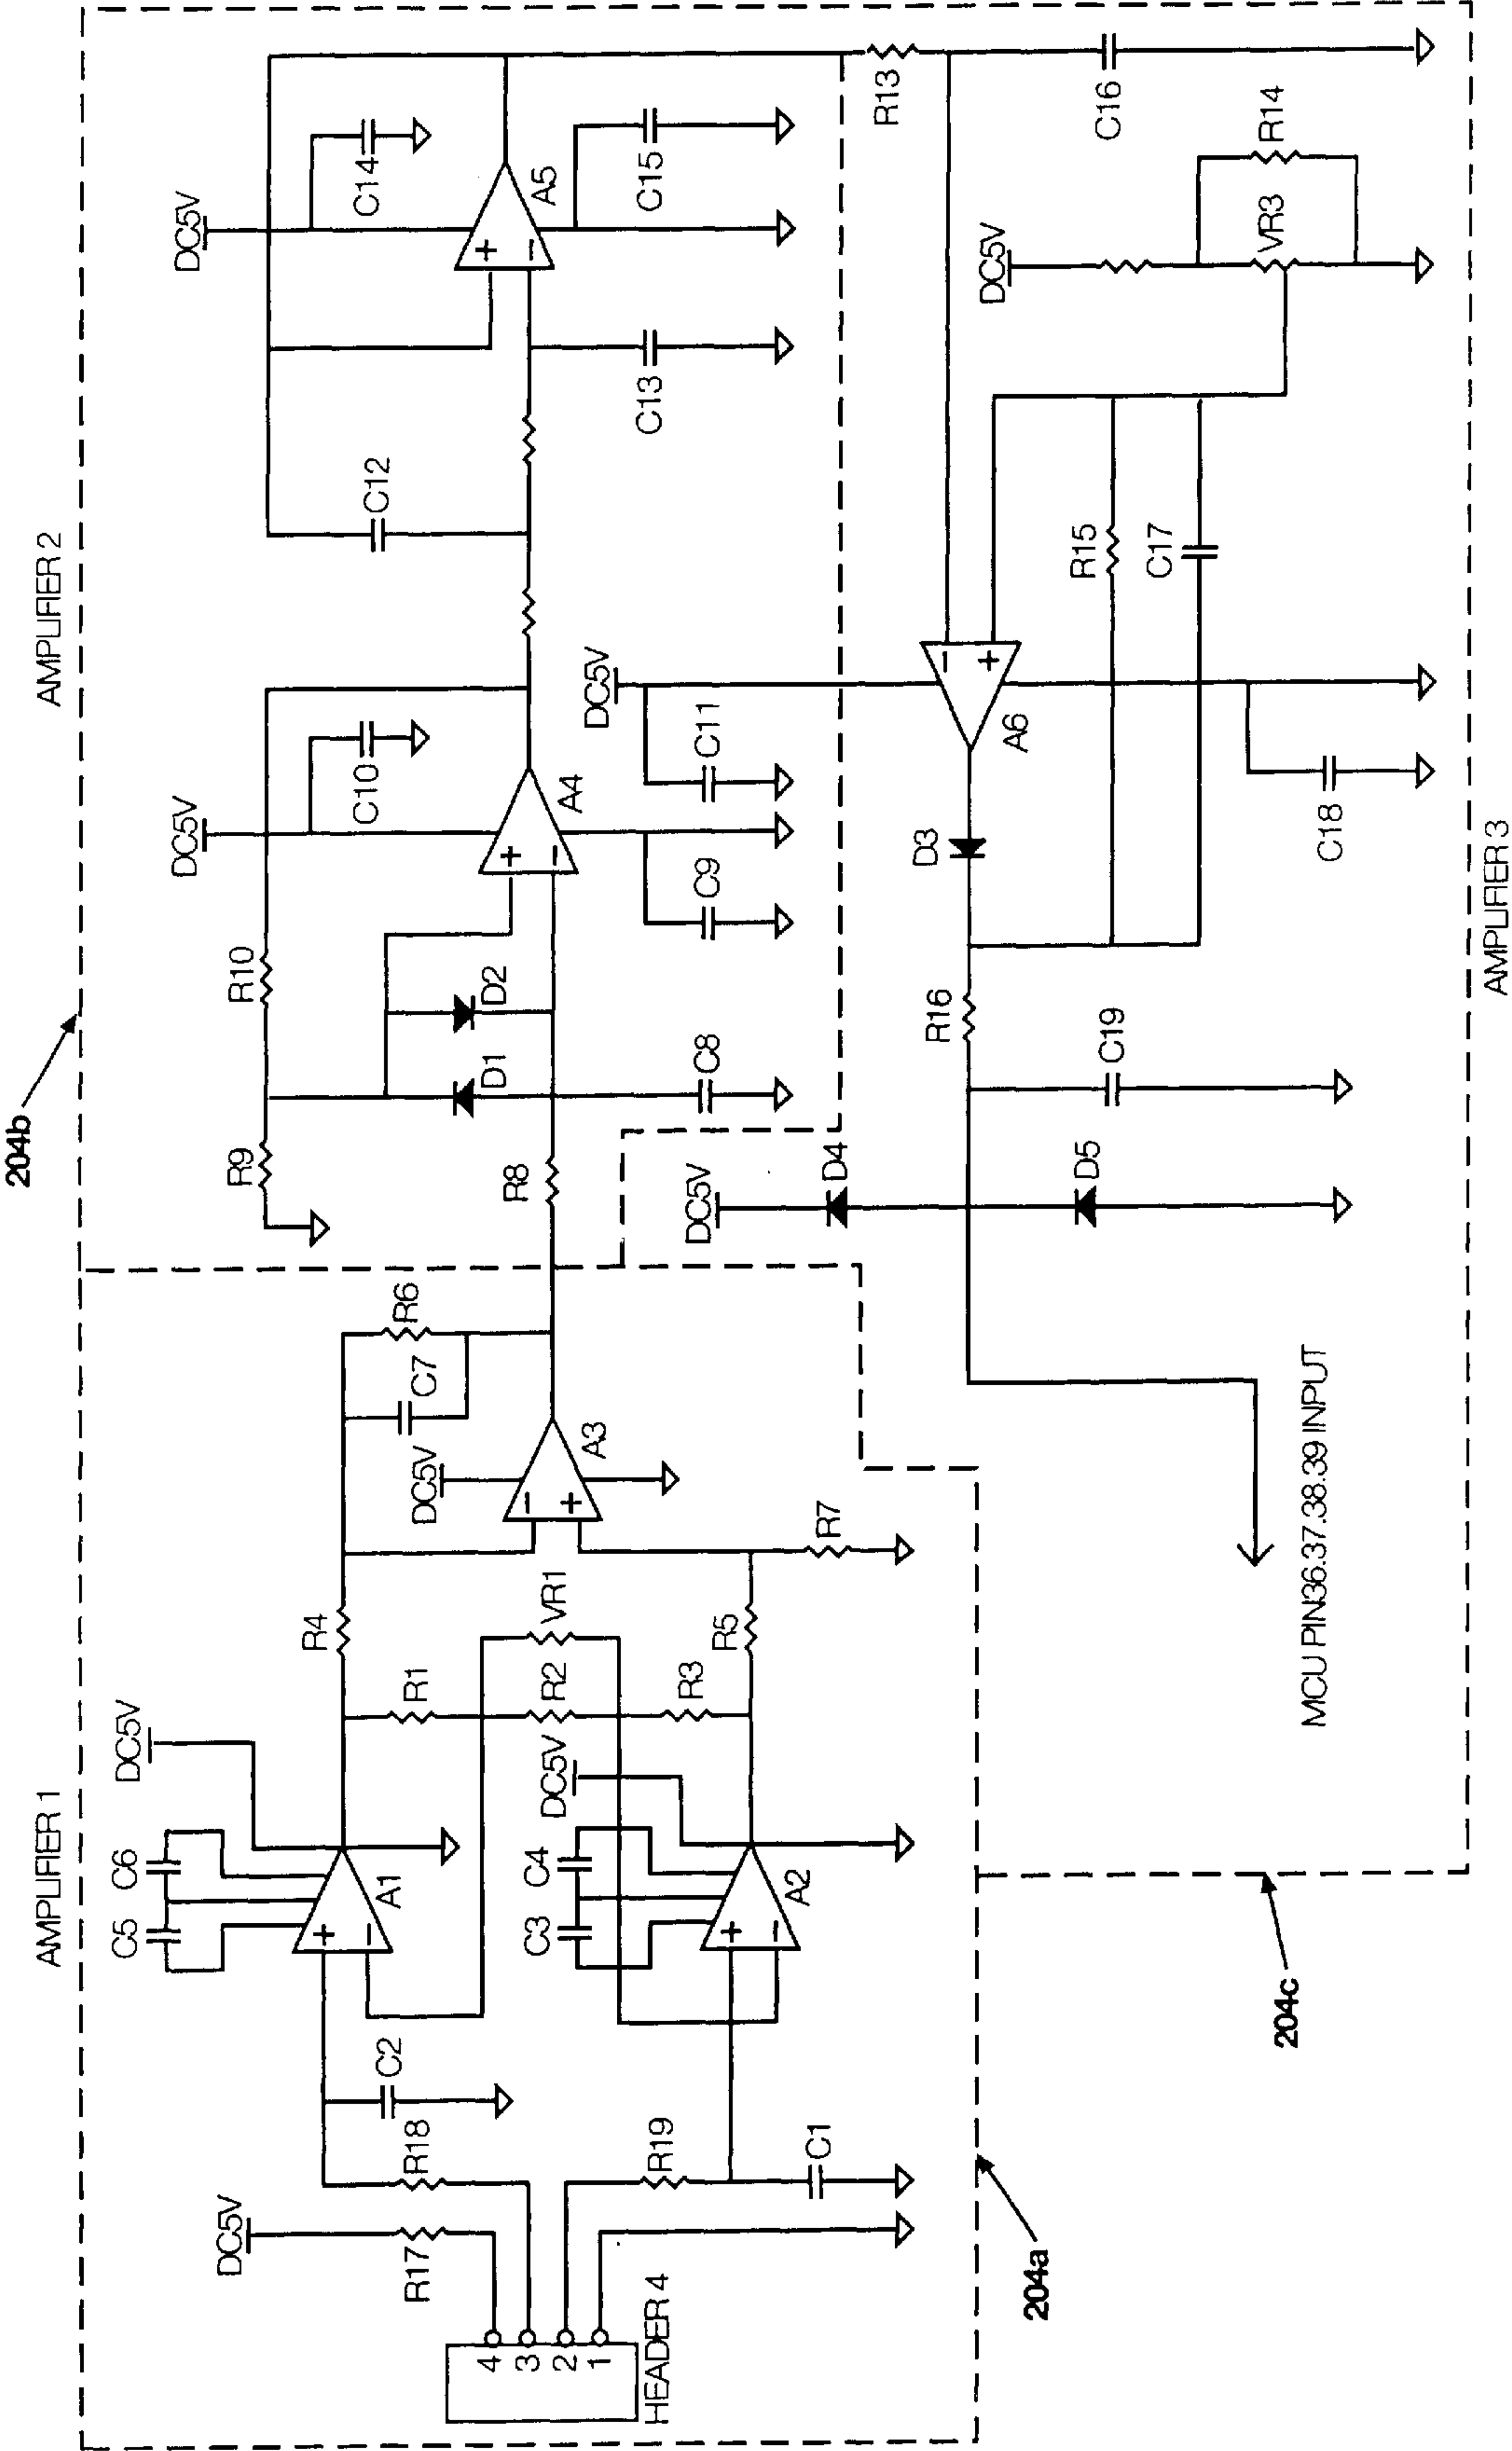 AMPLIFIER 1
AMPLIFIER 2
204b
DC5V
C5
C6
DC5V
R9
R10
DC5V
C10
DC5V
C14
C12
A1
+
−
R4
C7
R6
D1
D2
+
−
A4
+
−
A5
R17
R18
C2
R1
DC5V
−
+
A3
R8
C8
C9
C11
DC5V
C13
C15
4
3
2
1
HEADER 4
R19
C3
C4
DC5V
R2
VR1
+
−
A2
R3
R5
R7
C1
DC5V
D4
D5
R16
C19
D3
A6
−
+
R13
C16
DC5V
VR3
R14
R15
C17
C18
204a
204c
MCU PIN36.37.38.39 INPUT
AMPLIFIER 3